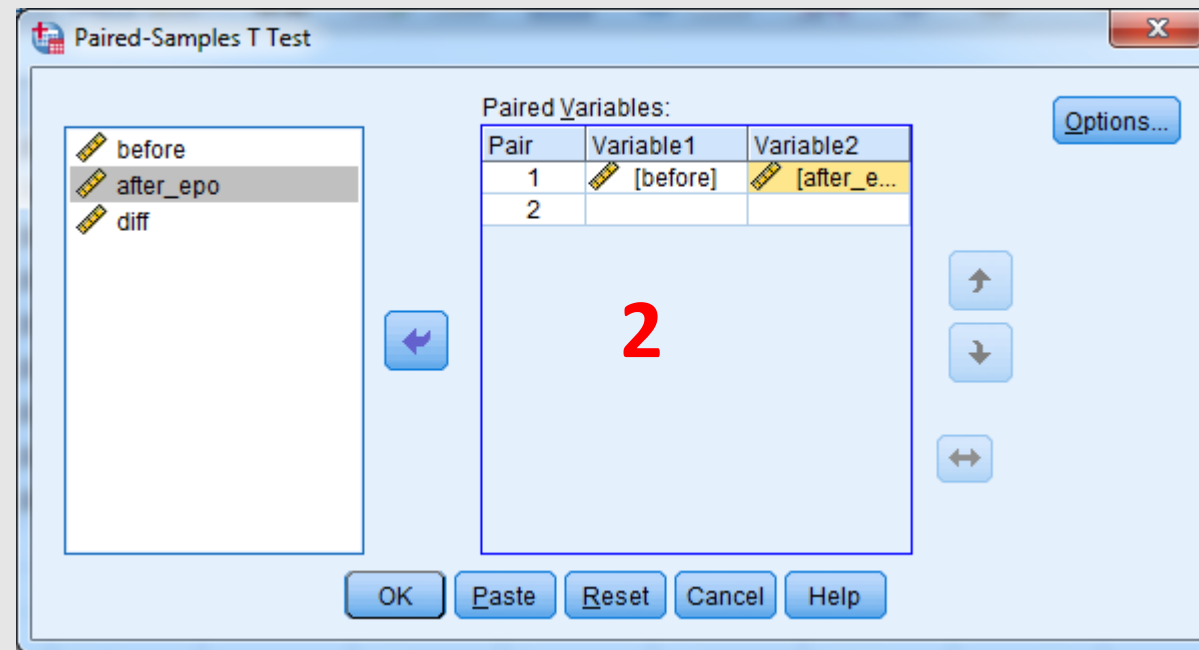 Paired-Samples T Test
Paired Variables:
Options...
before
after_epo
diff
Pair Variable1 Variable2
1 [before] [after_e...
2
2
OK Paste Reset Cancel Help